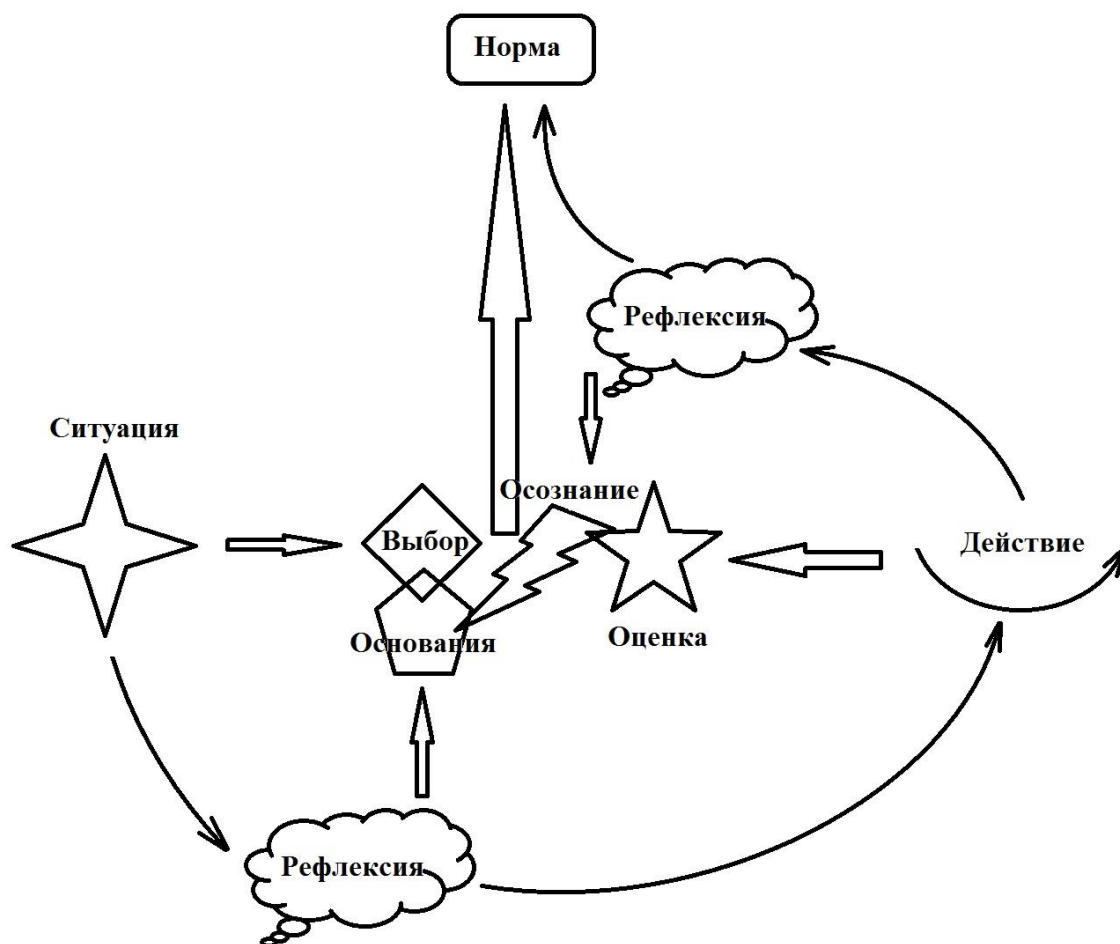 Норма
Рефлексия
Ситуация
Осознание
Выбор
Действие
Основания
Оценка
Рефлексия